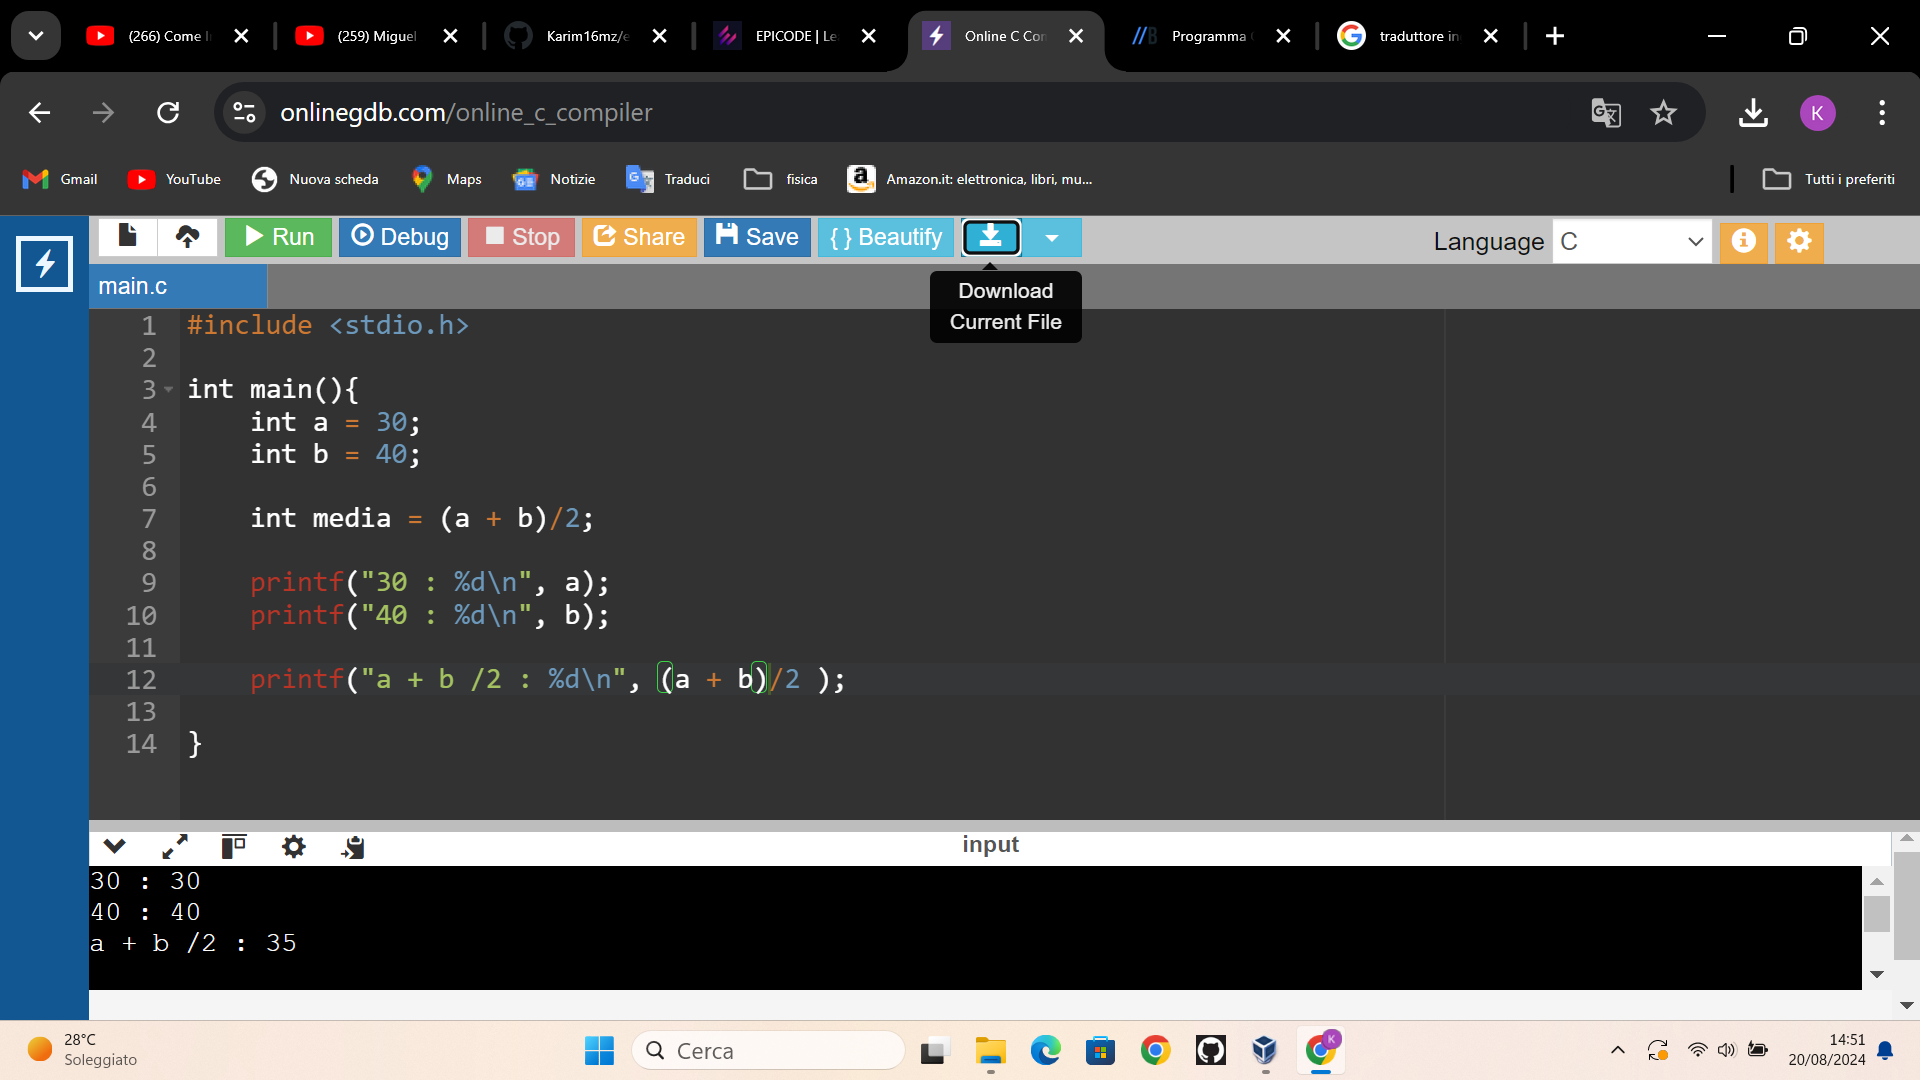 (266) Come I
(259) Miguel
Karim16mz/e
EPICODE | Le
Online C Con
Programma
traduttore in
onlinegdb.com/online_c_compiler
K
Gmail
YouTube
Nuova scheda
Maps
Notizie
Traduci
fisica
Amazon.it: elettronica, libri, mu...
Tutti i preferiti
Run
Debug
Stop
Share
Save
{ } Beautify
Language
C
main.c
Download
Current File
1 #include <stdio.h>
2
3 int main(){
4 int a = 30;
5 int b = 40;
6
7 int media = (a + b)/2;
8
9 printf("30 : %d\n", a);
10 printf("40 : %d\n", b);
11
12 printf("a + b /2 : %d\n", (a + b)/2 );
13
14 }
input
30 : 30
40 : 40
a + b /2 : 35
28°C
Soleggiato
Cerca
K
14:51
20/08/2024